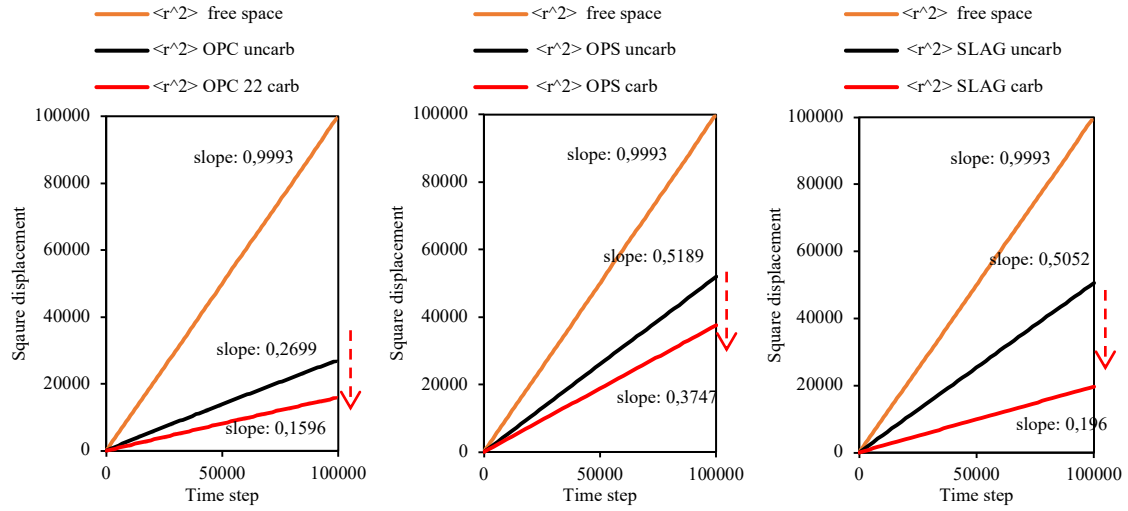 <r^2> free space
<r^2> OPC uncarb
<r^2> OPC 22 carb
100000
80000
60000
40000
20000
0
Square displacement
slope: 0,9993
slope: 0,2699
slope: 0,1596
0
50000
100000
Time step
<r^2> free space
<r^2> OPS uncarb
<r^2> OPS carb
100000
80000
60000
40000
20000
0
Square displacement
slope: 0,9993
slope: 0,5189
slope: 0,3747
0
50000
100000
Time step
<r^2> free space
<r^2> SLAG uncarb
<r^2> SLAG carb
100000
80000
60000
40000
20000
0
Square displacement
slope: 0,9993
slope: 0,5052
slope: 0,196
0
50000
100000
Time step